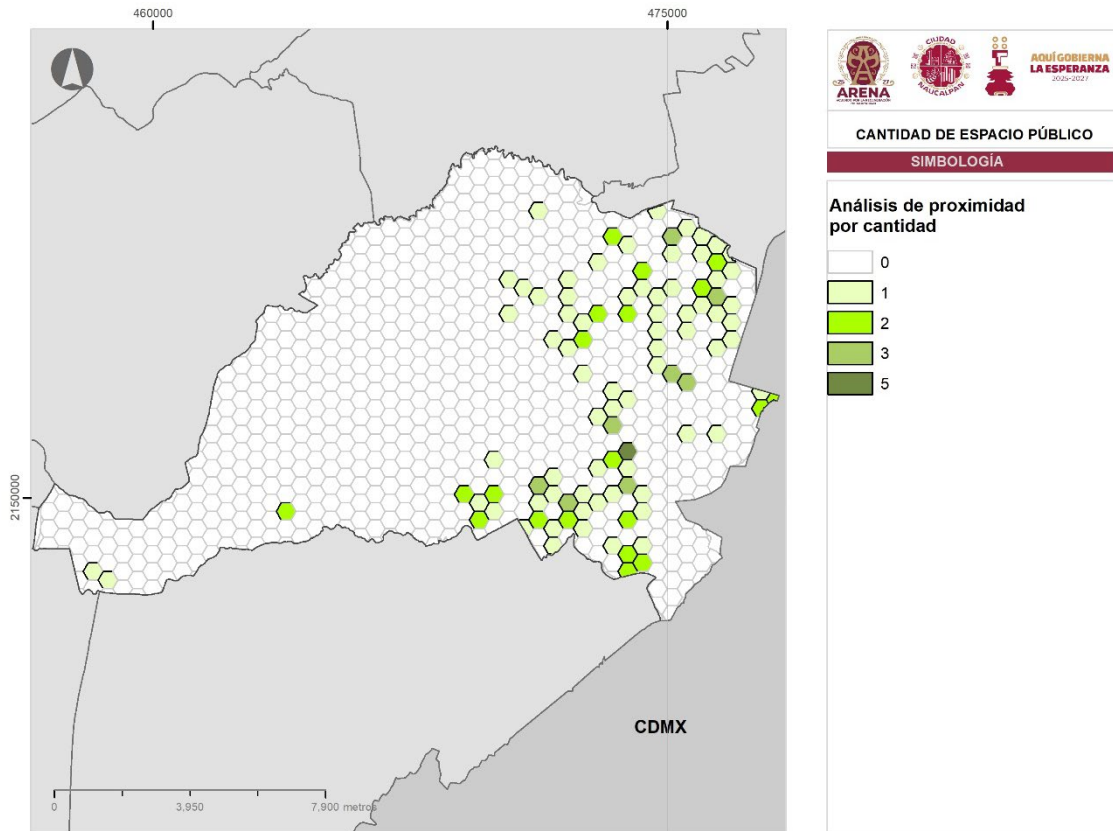 460000
475000
2150000
CDMX
0
3,950
7,900 metros
ARENA
CIUDAD
NAUCALPAN
AQUÍ GOBIERNA
LA ESPERANZA
2025-2027
CANTIDAD DE ESPACIO PÚBLICO
SIMBOLOGÍA
Análisis de proximidad
por cantidad
0
1
2
3
5